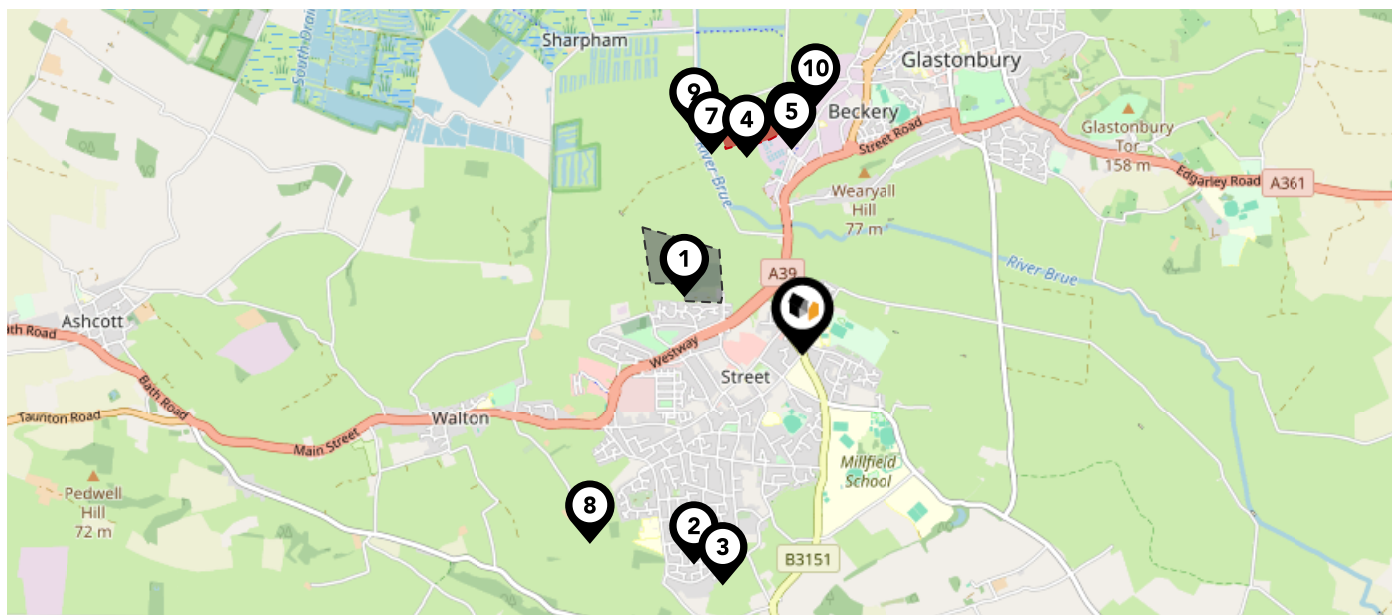 Sharpham
South Drain
Glastonbury
10
9
7
4
5
Beckery
Street Road
Glastonbury
Tor
158 m
Edgarley Road
A361
River Brue
Wearyall
Hill
77 m
1
A39
River Brue
Ashcott
ath Road
Westway
Street
Bath Road
Taunton Road
Walton
Main Street
Millfield
School
Pedwell
Hill
72 m
8
2
3
B3151